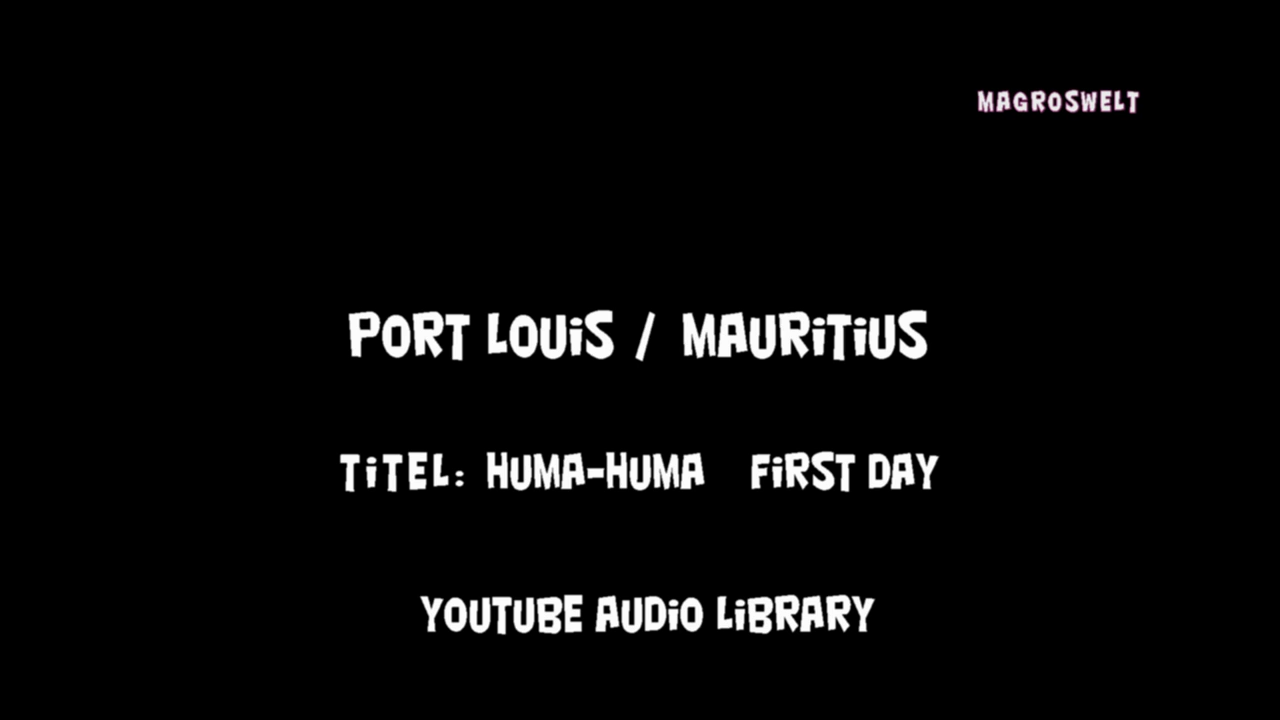 MAGROSWELT
PORT LOUiS / MAURiTiUS
TiTEL: HUMA-HUMA FiRST DAY
YOUTUBE AUDiO LiBRARY